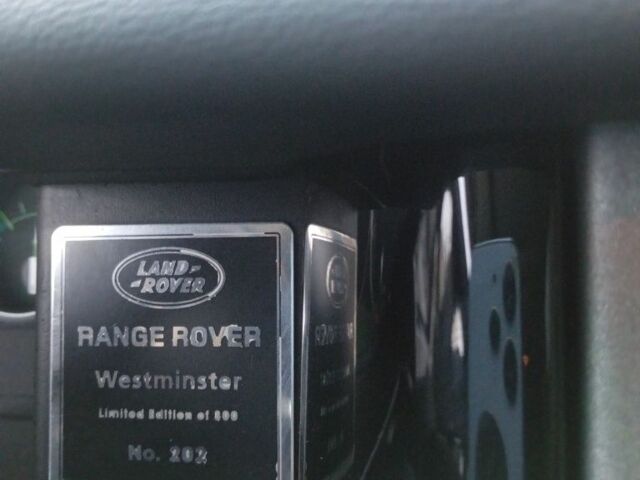 LAND-
-ROVER
RANGE ROVER
Westminster
Limited Edition of 800
No. 202